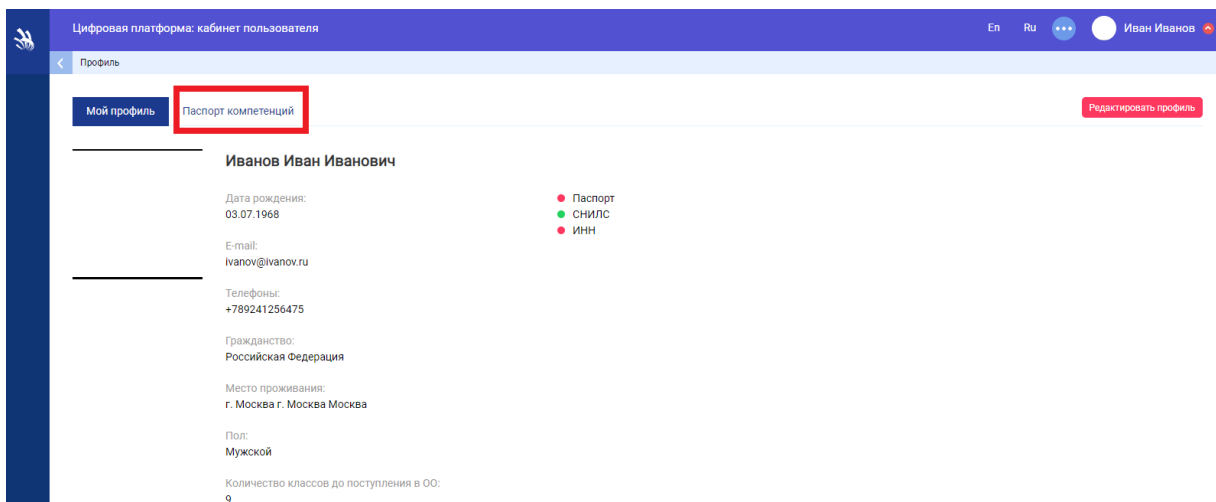 Цифровая платформа: кабинет пользователя
En Ru Иван Иванов
Профиль
Мой профиль Паспорт компетенций Редактировать профиль
Иванов Иван Иванович
Дата рождения:
03.07.1968
Паспорт
СНИЛС
ИНН
E-mail:
ivanov@ivanov.ru
Телефоны:
+789241256475
Гражданство:
Российская Федерация
Место проживания:
г. Москва г. Москва Москва
Пол:
Мужской
Количество классов до поступления в ОО:
9